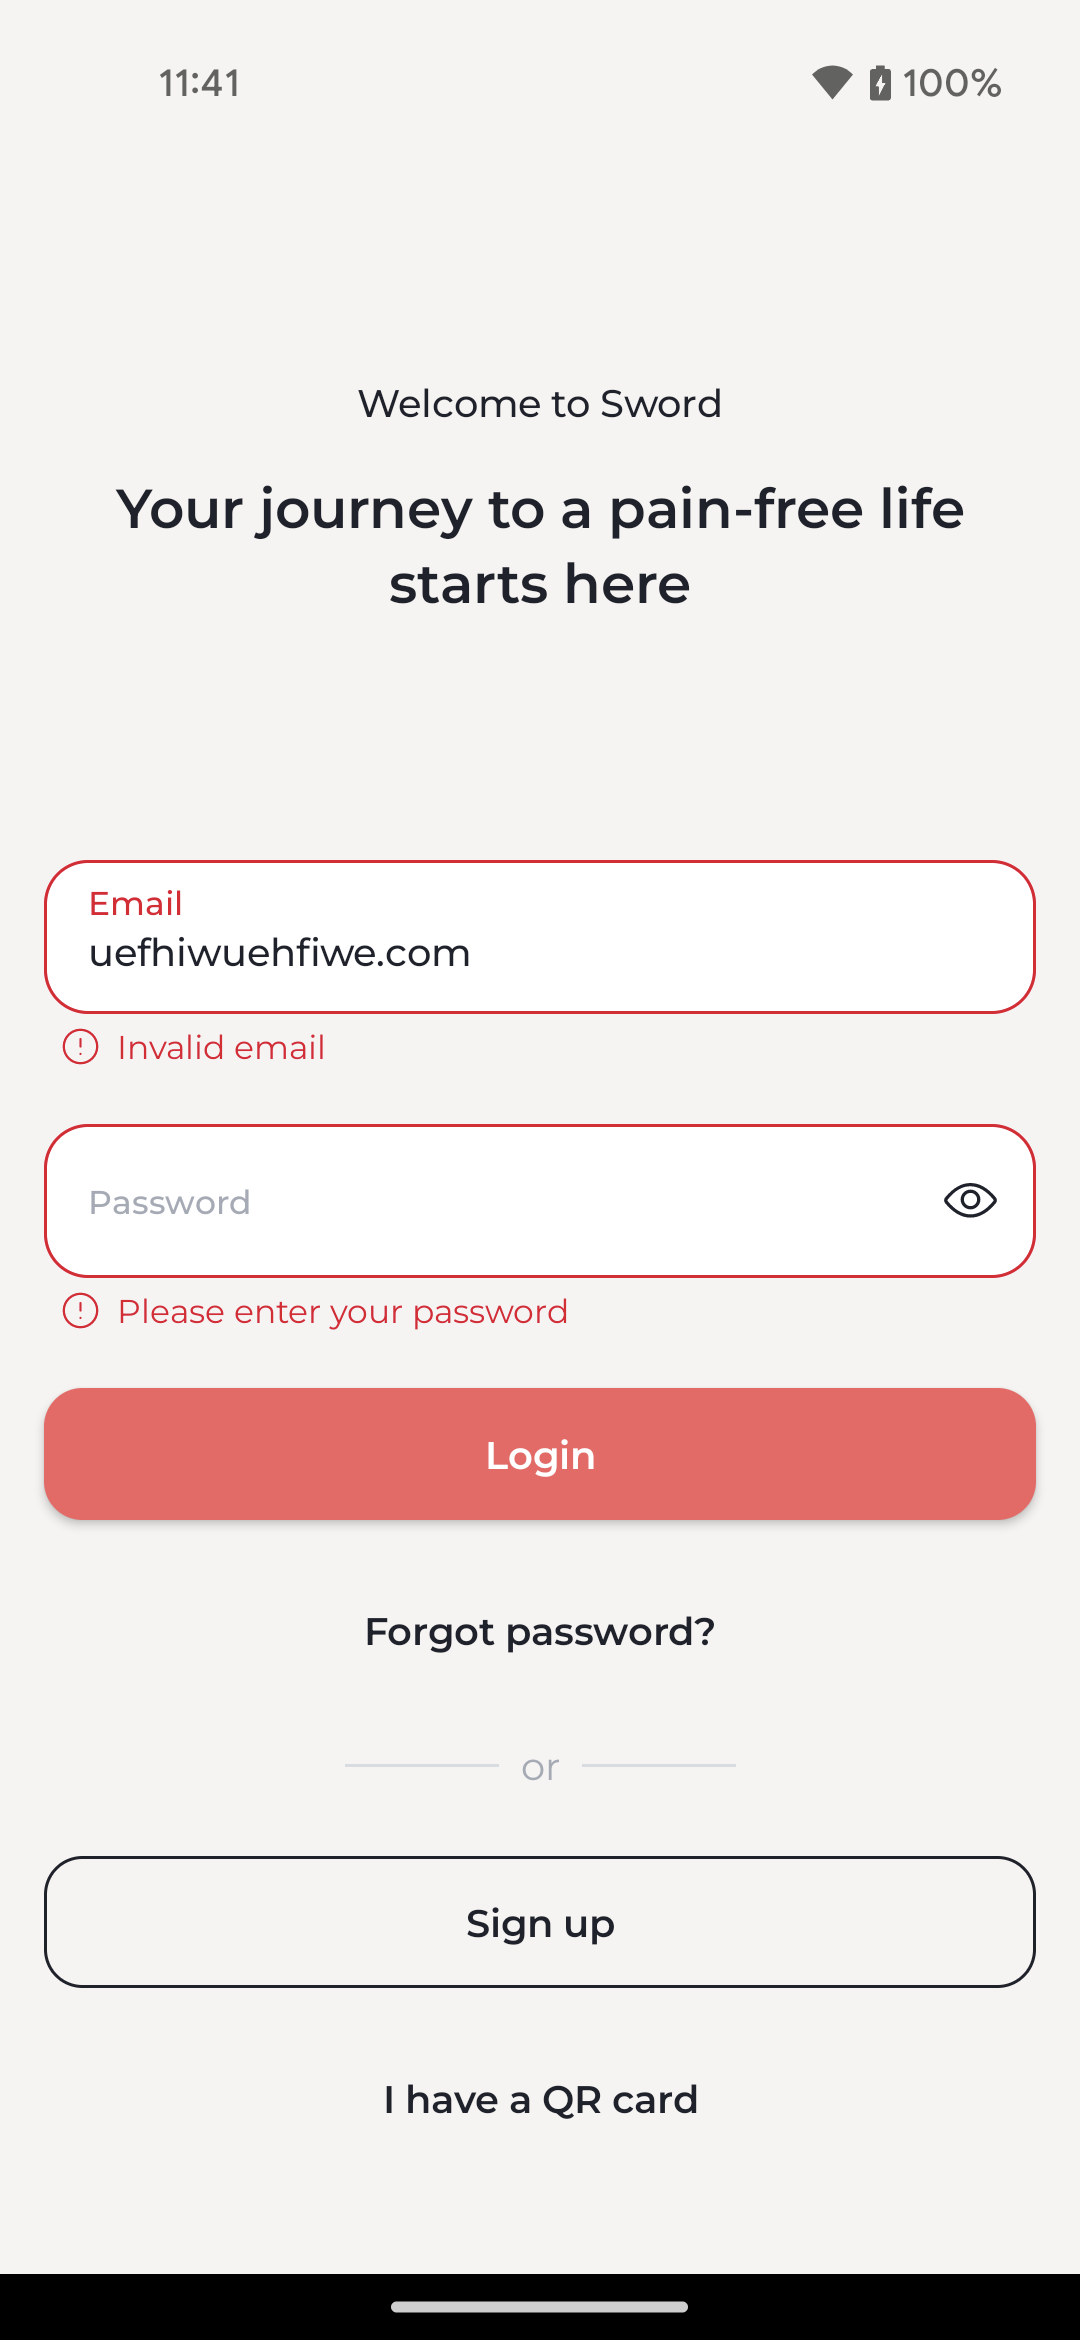 11:41
100%
Welcome to Sword
Your journey to a pain-free life
starts here
Email
uefhiwuehfiwe.com
Invalid email
Password
Please enter your password
Login
Forgot password?
or
Sign up
I have a QR card